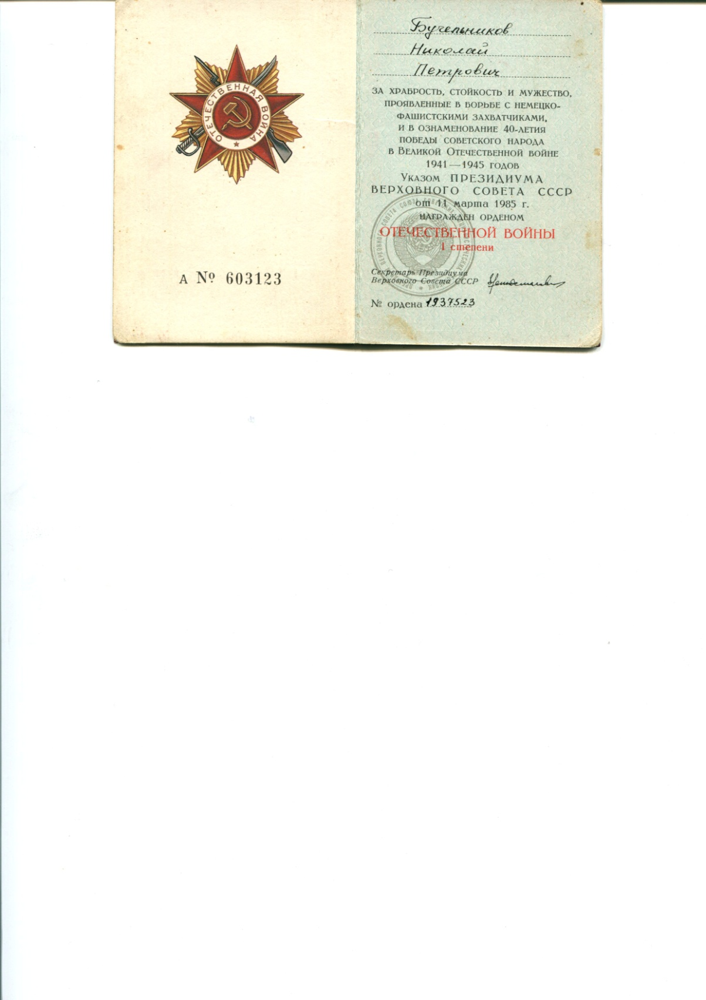 ОТЕЧЕСТВЕННАЯ ВОЙНА
А № 603123
Бучельников
Николай
Петрович
ЗА ХРАБРОСТЬ, СТОЙКОСТЬ И МУЖЕСТВО,
ПРОЯВЛЕННЫЕ В БОРЬБЕ С НЕМЕЦКО-
ФАШИСТСКИМИ ЗАХВАТЧИКАМИ,
И В ОЗНАМЕНОВАНИЕ 40-ЛЕТИЯ
ПОБЕДЫ СОВЕТСКОГО НАРОДА
В ВЕЛИКОЙ ОТЕЧЕСТВЕННОЙ ВОЙНЕ
1941—1945 ГОДОВ
УКАЗОМ ПРЕЗИДИУМА
ВЕРХОВНОГО СОВЕТА СССР
от 11 марта 1985 г.
НАГРАЖДЕН ОРДЕНОМ
ОТЕЧЕСТВЕННОЙ ВОЙНЫ
I степени
Секретарь Президиума
Верховного Совета СССР
№ ордена 1937523